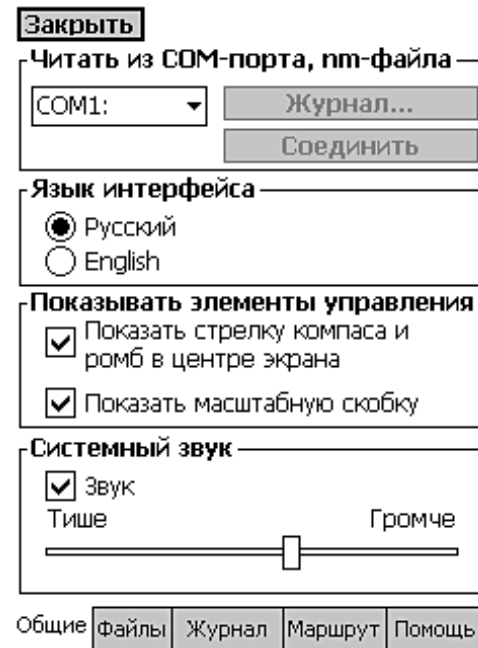 Закрыть
Читать из COM-порта, nm-файла
COM1:
Журнал...
Соединить
Язык интерфейса
Русский
English
Показывать элементы управления
Показать стрелку компаса и
ромб в центре экрана
Показать масштабную скобку
Системный звук
Звук
Тише Громче
Общие Файлы Журнал Маршрут Помощь